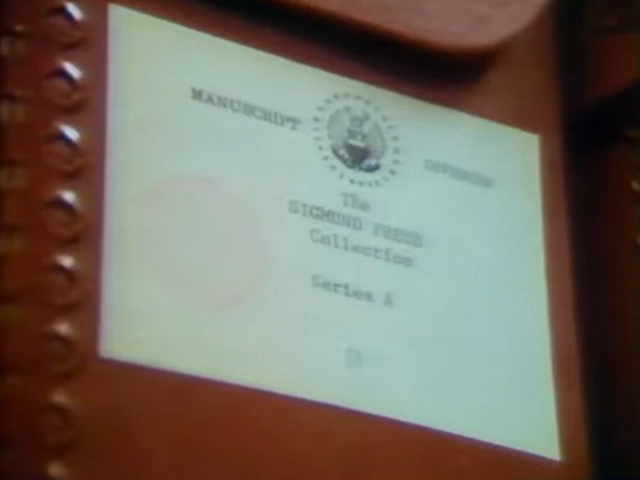 MANUSCRIPT DIVISION
The
SIGMUND FREUD
Collection
Series A